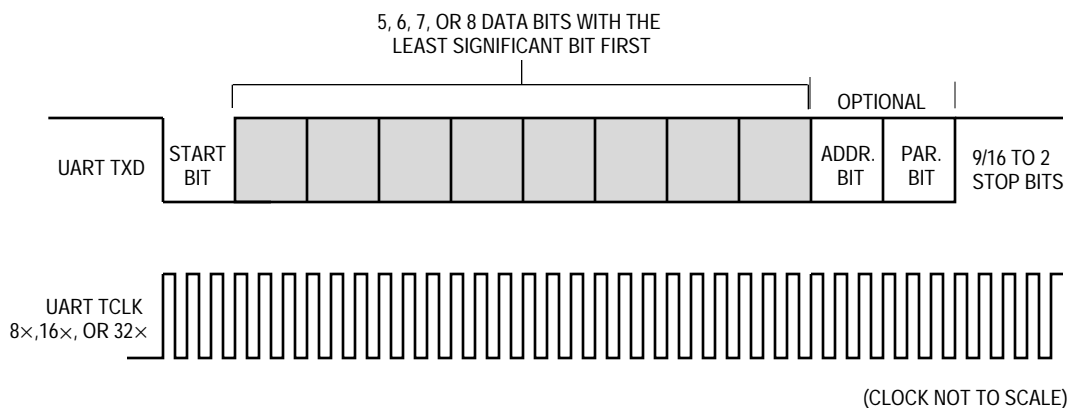 5, 6, 7, OR 8 DATA BITS WITH THE
LEAST SIGNIFICANT BIT FIRST
OPTIONAL
UART TXD
START
BIT
ADDR.
BIT
PAR.
BIT
9/16 TO 2
STOP BITS
UART TCLK
8×,16×, OR 32×
(CLOCK NOT TO SCALE)